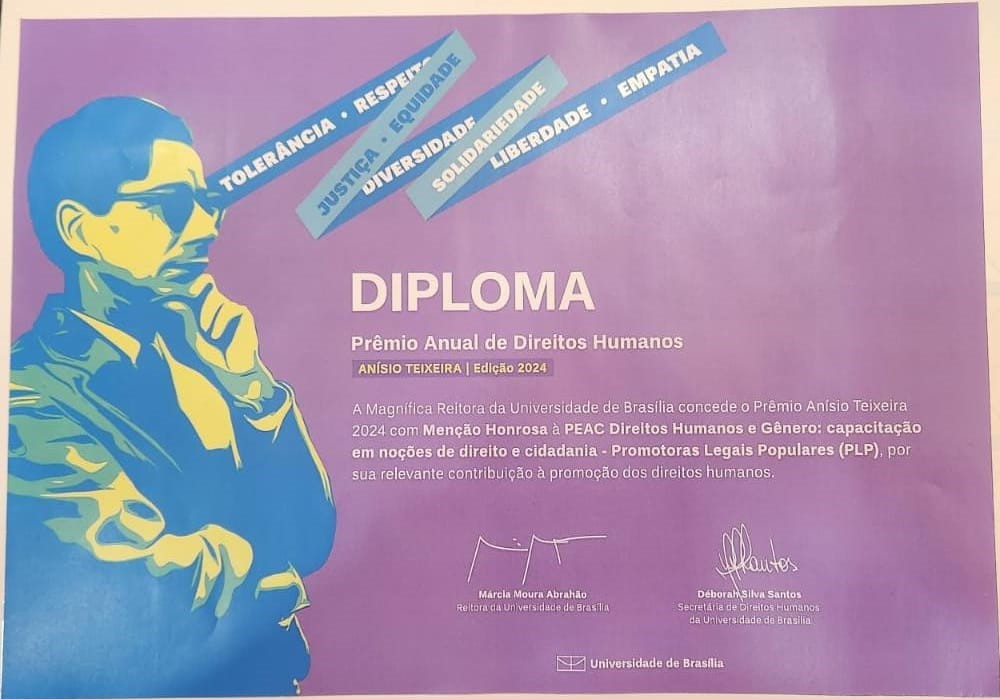 TOLERÂNCIA • RESPEITO
JUSTIÇA • EQUIDADE
DIVERSIDADE
SOLIDARIEDADE
LIBERDADE • EMPATIA
DIPLOMA
Prêmio Anual de Direitos Humanos
ANÍSIO TEIXEIRA | Edição 2024
A Magnífica Reitora da Universidade de Brasília concede o Prêmio Anísio Teixeira
2024 com Menção Honrosa à PEAC Direitos Humanos e Gênero: capacitação
em noções de direito e cidadania - Promotoras Legais Populares (PLP), por
sua relevante contribuição à promoção dos direitos humanos.
Márcia Moura Abrahão
Reitora da Universidade de Brasília
Déborah Silva Santos
Secretária de Direitos Humanos
da Universidade de Brasília
Universidade de Brasília